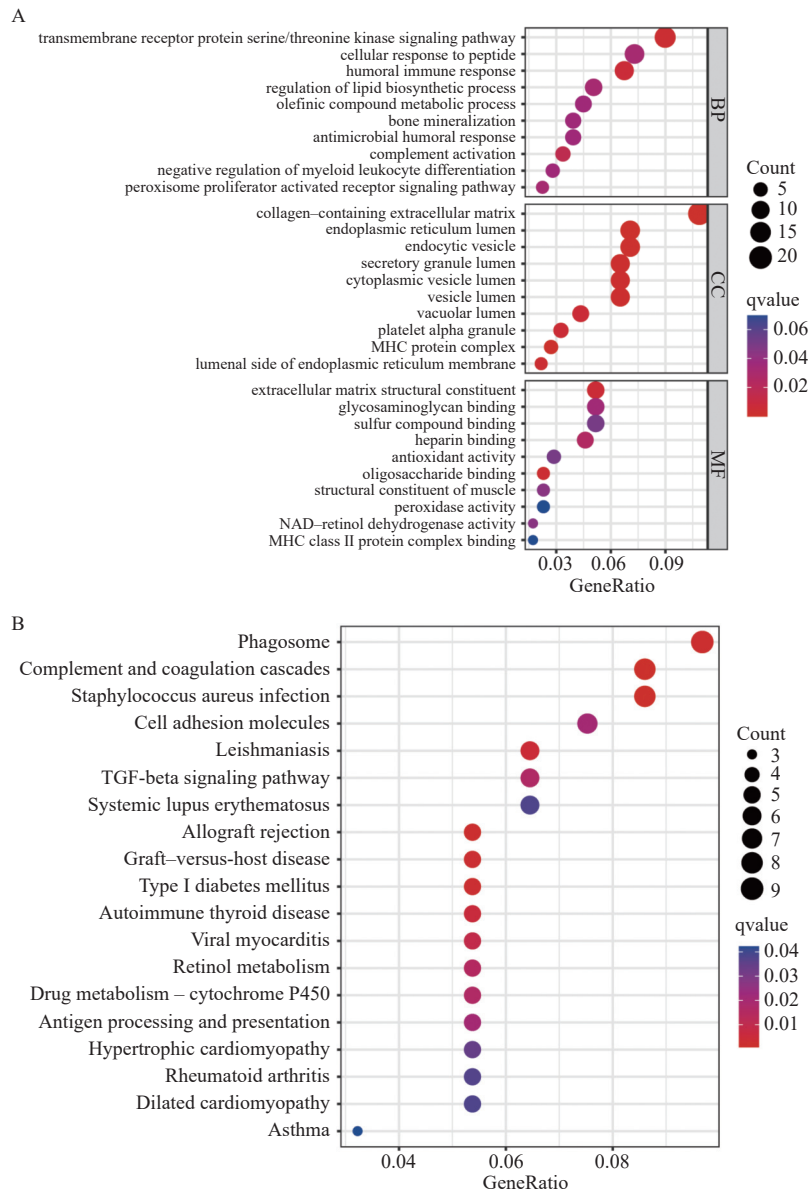 A
transmembrane receptor protein serine/threonine kinase signaling pathway
cellular response to peptide
humoral immune response
regulation of lipid biosynthetic process
olefinic compound metabolic process
bone mineralization
antimicrobial humoral response
complement activation
negative regulation of myeloid leukocyte differentiation
peroxisome proliferator activated receptor signaling pathway
BP
collagen–containing extracellular matrix
endoplasmic reticulum lumen
endocytic vesicle
secretory granule lumen
cytoplasmic vesicle lumen
vesicle lumen
vacuolar lumen
platelet alpha granule
MHC protein complex
lumenal side of endoplasmic reticulum membrane
CC
extracellular matrix structural constituent
glycosaminoglycan binding
sulfur compound binding
heparin binding
antioxidant activity
oligosaccharide binding
structural constituent of muscle
peroxidase activity
NAD–retinol dehydrogenase activity
MHC class II protein complex binding
MF
0.03 0.06 0.09
GeneRatio
Count
5
10
15
20
qvalue
0.06
0.04
0.02
B
Phagosome
Complement and coagulation cascades
Staphylococcus aureus infection
Cell adhesion molecules
Leishmaniasis
TGF-beta signaling pathway
Systemic lupus erythematosus
Allograft rejection
Graft–versus-host disease
Type I diabetes mellitus
Autoimmune thyroid disease
Viral myocarditis
Retinol metabolism
Drug metabolism – cytochrome P450
Antigen processing and presentation
Hypertrophic cardiomyopathy
Rheumatoid arthritis
Dilated cardiomyopathy
Asthma
0.04 0.06 0.08
GeneRatio
Count
3
4
5
6
7
8
9
qvalue
0.04
0.03
0.02
0.01